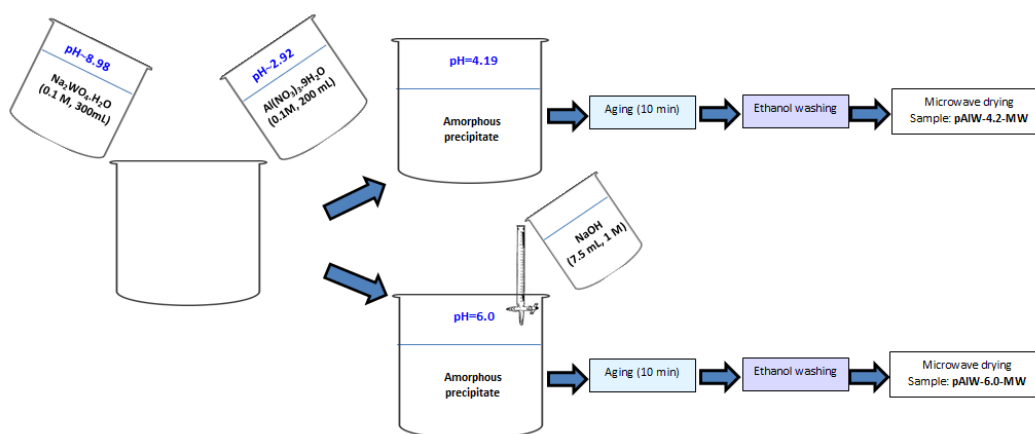 pH~8.98
Na₂WO₄.H₂O
(0.1 M, 300mL)
pH~2.92
Al(NO₃)₃.9H₂O
(0.1M, 200 mL)
pH=4.19
Amorphous
precipitate
Aging (10 min)
Ethanol washing
Microwave drying
Sample: pAlW-4.2-MW
NaOH
(7.5 mL, 1 M)
pH=6.0
Amorphous
precipitate
Aging (10 min)
Ethanol washing
Microwave drying
Sample: pAlW-6.0-MW